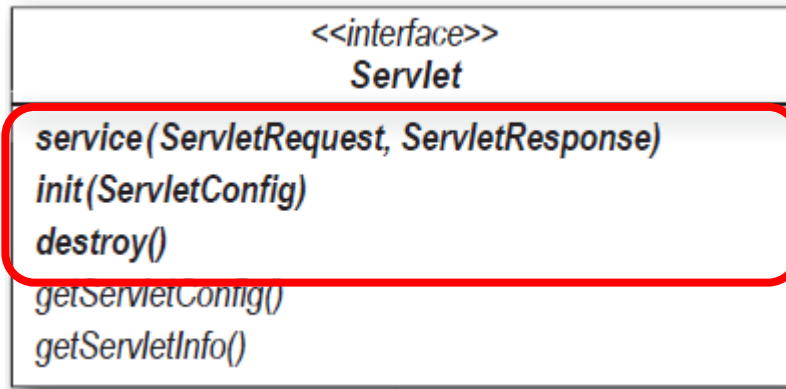 <<interface>>
Servlet
service(ServletRequest, ServletResponse)
init(ServletConfig)
destroy()
getServletConfig()
getServletInfo()